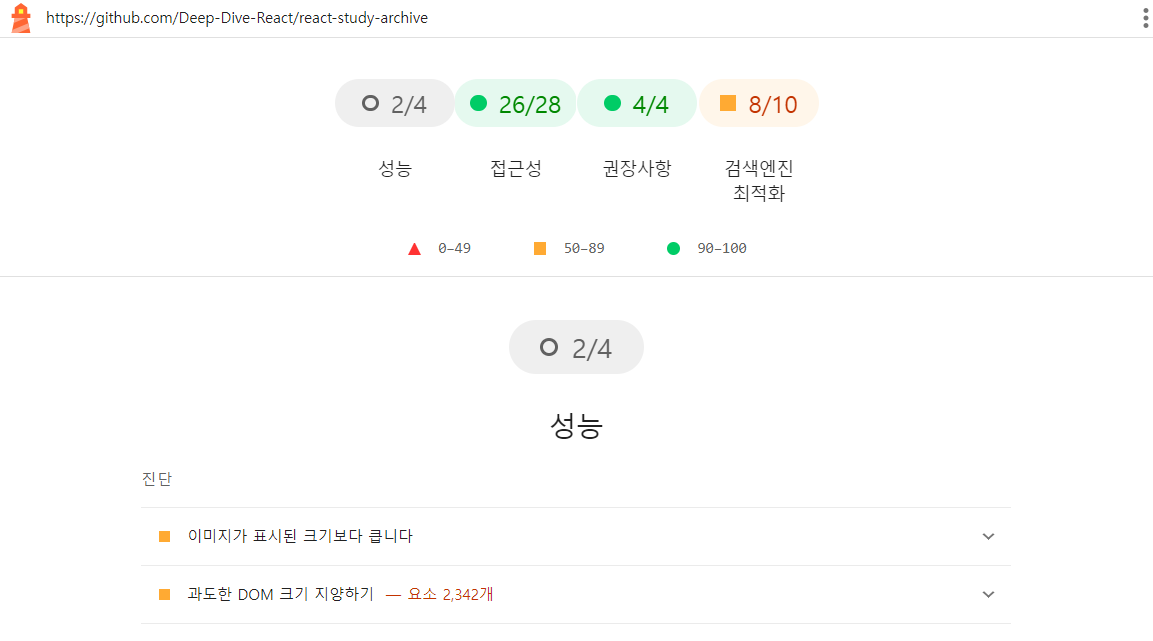 https://github.com/Deep-Dive-React/react-study-archive
2/4 26/28 4/4 8/10
성능 접근성 권장사항 검색엔진
최적화
0–49 50–89 90–100
2/4
성능
진단
이미지가 표시된 크기보다 큽니다
과도한 DOM 크기 지양하기 — 요소 2,342개